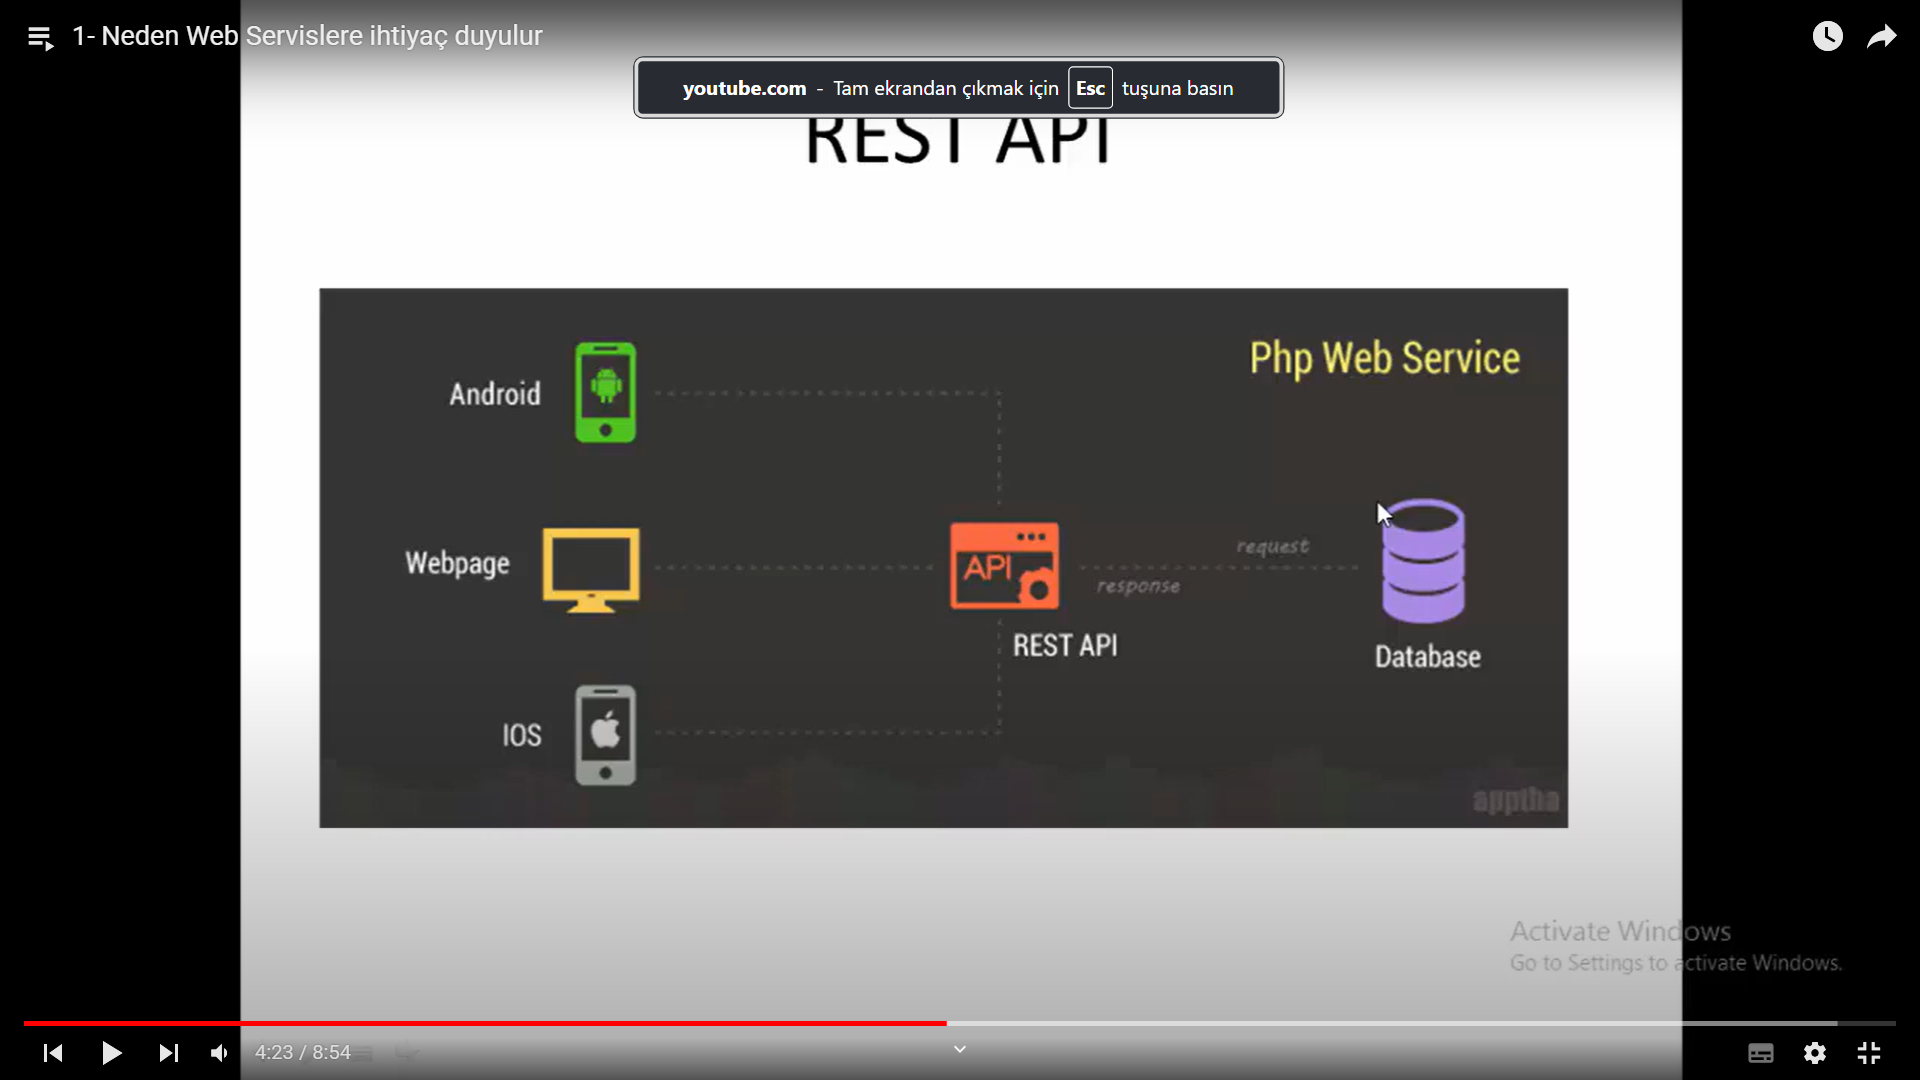 1- Neden Web Servislere ihtiyaç duyulur
youtube.com - Tam ekrandan çıkmak için Esc tuşuna basın
REST API
Php Web Service
Android
Webpage
API
request
response
REST API
Database
IOS
apptha
Activate Windows
Go to Settings to activate Windows.
4:23 / 8:54